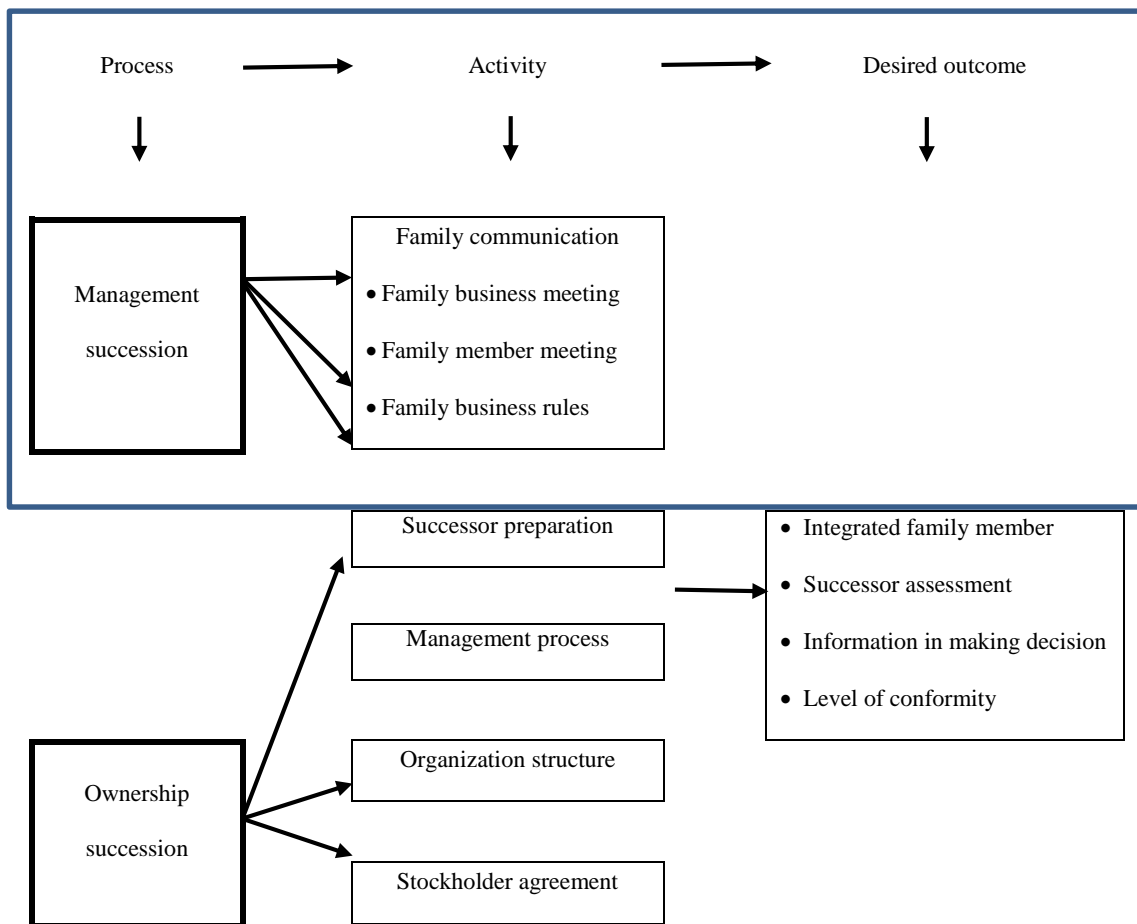 Process
Activity
Desired outcome
Management
succession
Family communication
• Family business meeting
• Family member meeting
• Family business rules
Successor preparation
Management process
Organization structure
Stockholder agreement
• Integrated family member
• Successor assessment
• Information in making decision
• Level of conformity
Ownership
succession